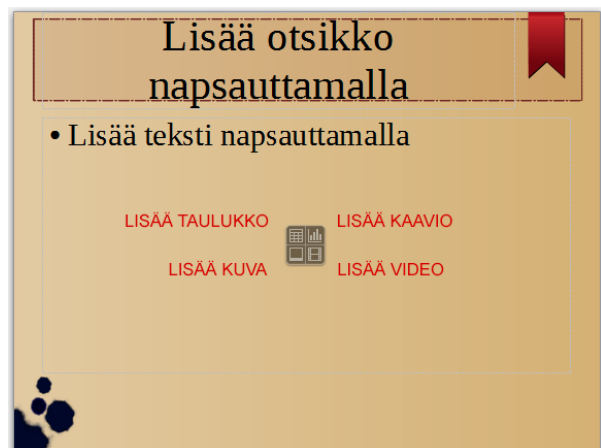 Lisää otsikko
napsauttamalla
• Lisää teksti napsauttamalla
LISÄÄ TAULUKKO LISÄÄ KAAVIO
LISÄÄ KUVA LISÄÄ VIDEO